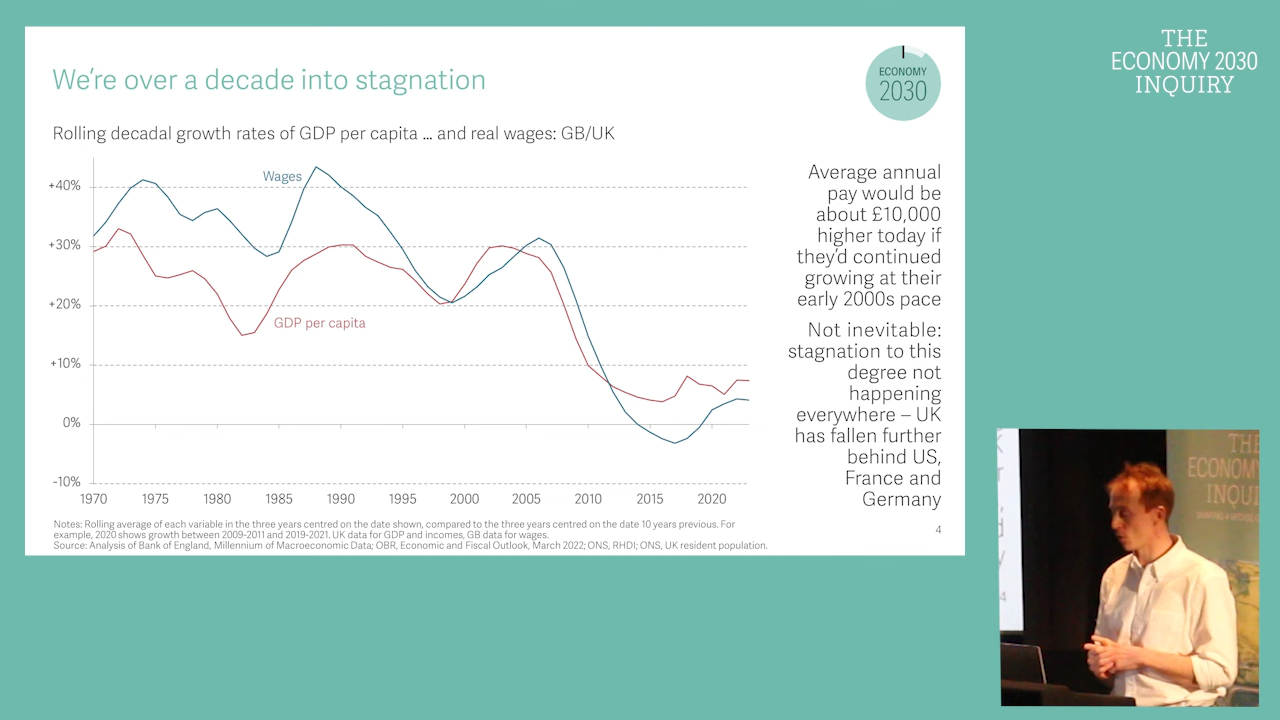 We're over a decade into stagnation
ECONOMY
2030
THE
ECONOMY 2030
INQUIRY
Rolling decadal growth rates of GDP per capita ... and real wages: GB/UK
+40%
+30%
+20%
+10%
0%
-10%
Wages
GDP per capita
1970 1975 1980 1985 1990 1995 2000 2005 2010 2015 2020
Average annual
pay would be
about £10,000
higher today if
they'd continued
growing at their
early 2000s pace
Not inevitable:
stagnation to this
degree not
happening
everywhere – UK
has fallen further
behind US,
France and
Germany
Notes: Rolling average of each variable in the three years centred on the date shown, compared to the three years centred on the date 10 years previous. For
example, 2020 shows growth between 2009-2011 and 2019-2021. UK data for GDP and incomes, GB data for wages.
Source: Analysis of Bank of England, Millennium of Macroeconomic Data; OBR, Economic and Fiscal Outlook, March 2022; ONS, RHDI; ONS, UK resident population.
4
THE
ECONOMY
INQUI